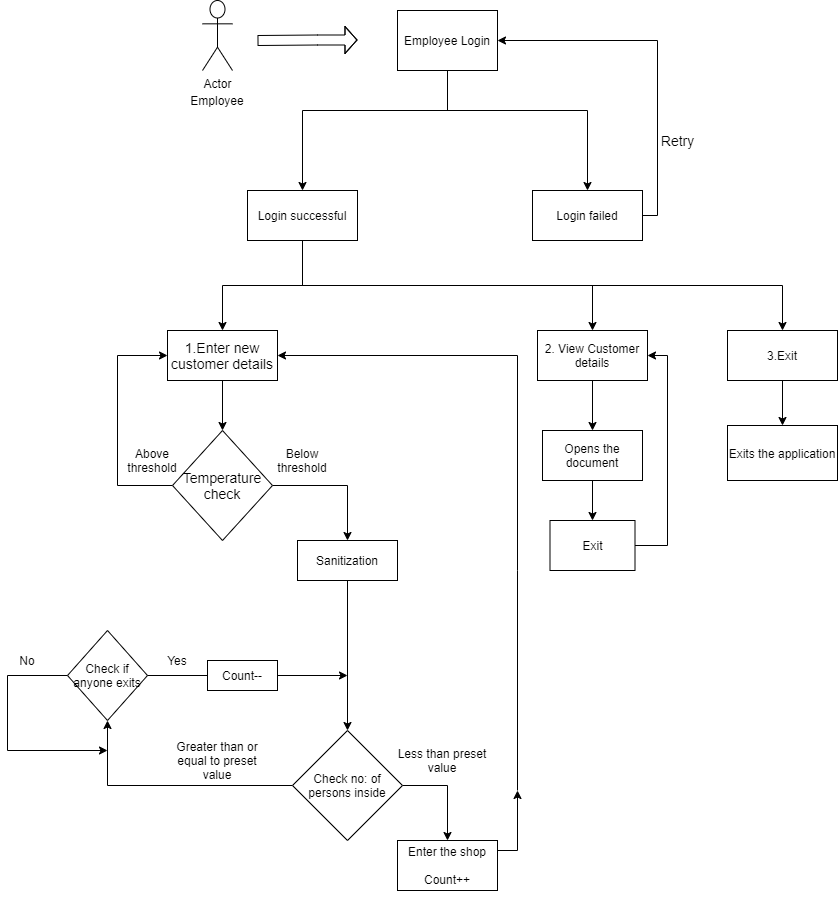 Employee Login
Actor
Employee
Retry
Login successful
Login failed
1.Enter new
customer details
2. View Customer
details
3.Exit
Above
threshold
Below
threshold
Temperature
check
Opens the
document
Exits the application
Sanitization
Exit
No
Check if
anyone exits
Yes
Count--
Greater than or
equal to preset
value
Less than preset
value
Check no: of
persons inside
Enter the shop
Count++